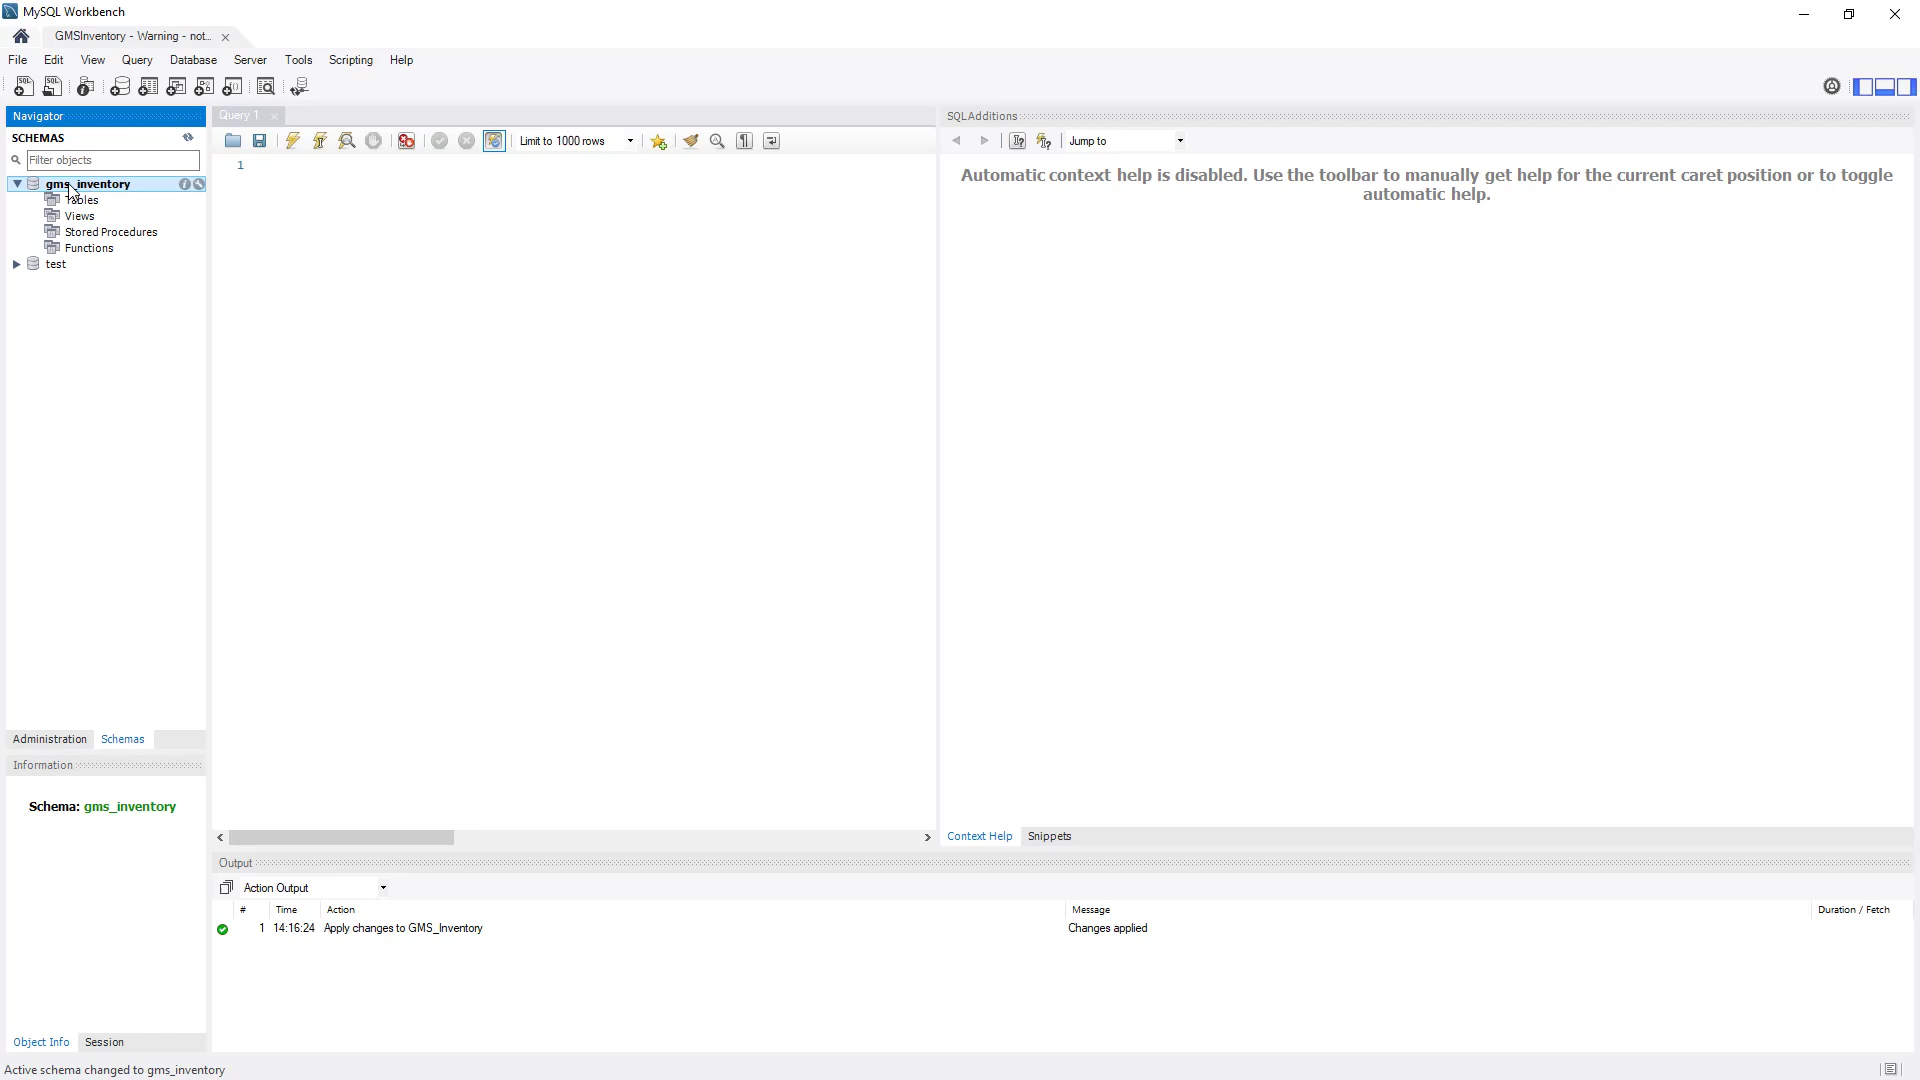 MySQL Workbench
GMSInventory - Warning - not...
File Edit View Query Database Server Tools Scripting Help
Navigator
SCHEMAS
Filter objects
gms_inventory
Tables
Views
Stored Procedures
Functions
test
Administration Schemas
Information
Schema: gms_inventory
Object Info Session
Query 1
Limit to 1000 rows
1
SQLAdditions
Jump to
Automatic context help is disabled. Use the toolbar to manually get help for the current caret position or to toggle
automatic help.
Context Help Snippets
Output
Action Output
# Time Action Message Duration / Fetch
1 14:16:24 Apply changes to GMS_Inventory Changes applied
Active schema changed to gms_inventory